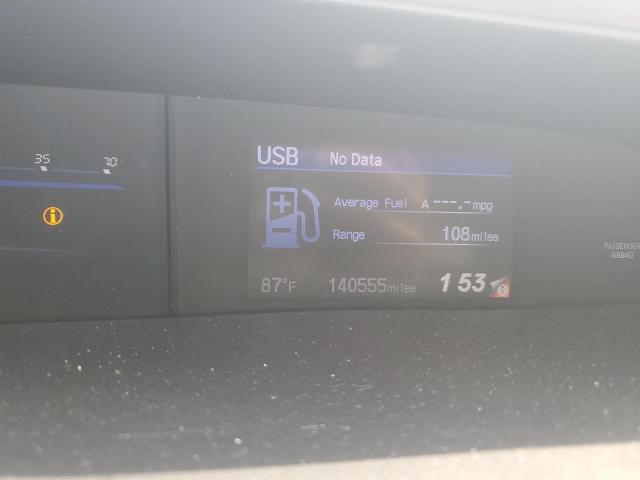 35 70
USB No Data
Average Fuel A ---.- mpg
Range 108 miles
PASSENGER
AIRBAG
87°F 140555 miles 1 53